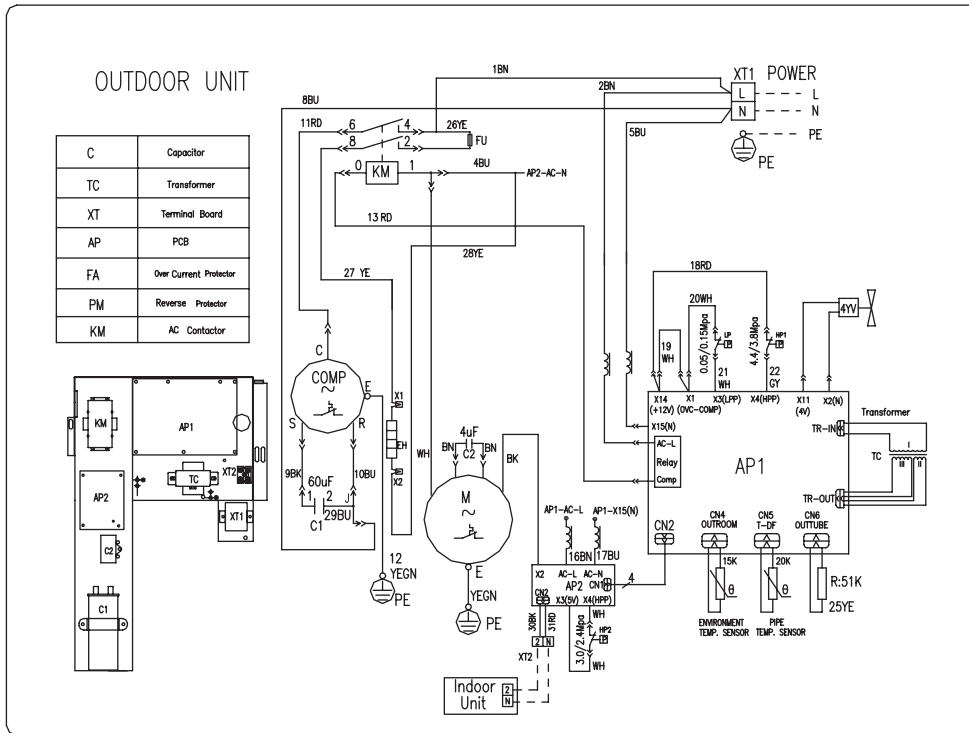 OUTDOOR UNIT
C Capacitor
TC Transformer
XT Terminal Board
AP PCB
FA Over Current Protector
PM Reverse Protector
KM AC Contactor
KM
AP1
TC
XT2
AP2
XT1
C2
C1
1BN
XT1 POWER
2BN
L L
N N
PE
PE
8BU
5BU
11RD 6 4 26YE
8 2 FU
0 KM 1 4BU
AP2-AC-N
13 RD
28YE
27 YE
C
COMP
~
E
S R
X1
EH
X2
9BK 60uF 10BU
1 2 J
C1 29BU
12
YEGN
PE
WH
4uF
BN C2 BN
BK
M
~
E
YEGN
PE
18RD
20WH
19
WH
0.05/0.15Mpa
LP
P
21
WH
4.4/3.8Mpa
HP1
P
22
GY
4YV
X14 X1 X3(LPP) X4(HPP) X11 X2(N)
(+12V) (OVC-COMP) (4V)
X15(N)
AC-L
Relay
Comp
AP1
TR-IN
TR-OUT
Transformer
TC
I
III II
CN2
CN4 CN5 CN6
OUTROOM T-DF OUTTUBE
15K 20K R:51K
θ θ 25YE
ENVIRONMENT PIPE
TEMP. SENSOR TEMP. SENSOR
AP1-AC-L AP1-X15(N)
16BN 17BU
X2 AC-L AC-N
AP2 CN1
CN2 X3(5V) X4(HPP)
4
30BK 31RD
WH
3.0/2.4Mpa
HP2
P
WH
2 N
XT2
Indoor 2
Unit N